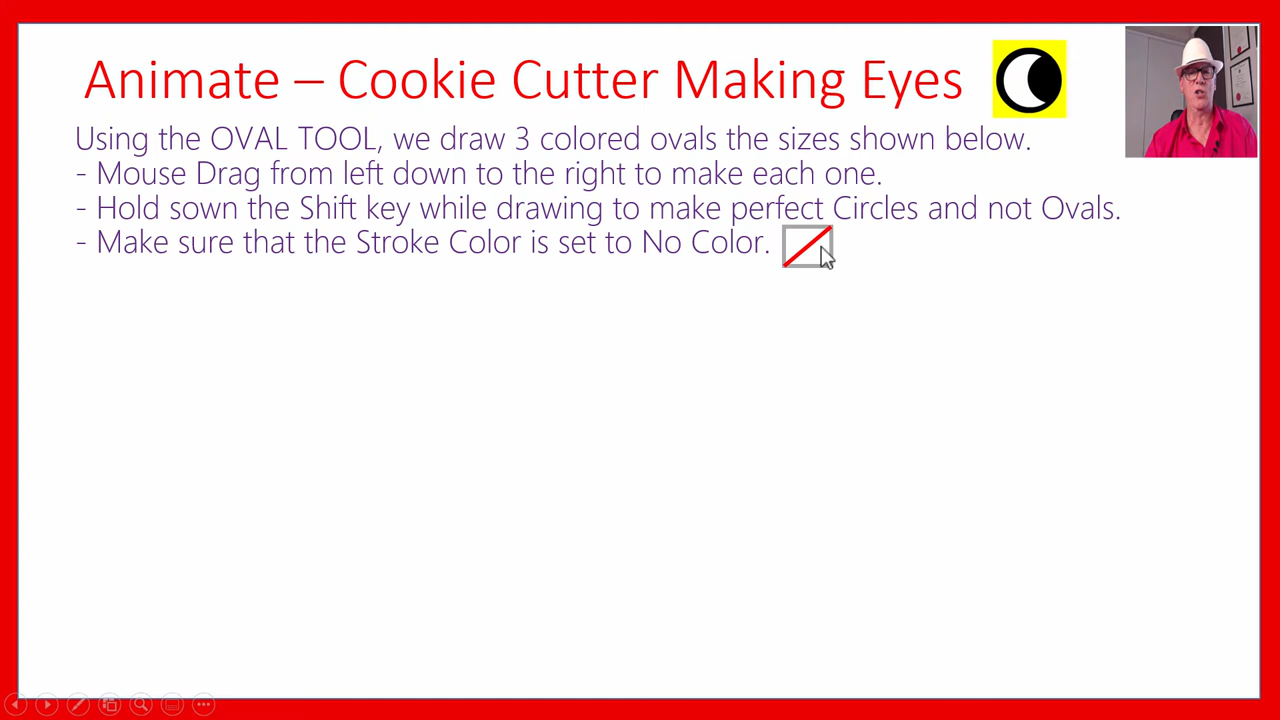 Animate – Cookie Cutter Making Eyes
Using the OVAL TOOL, we draw 3 colored ovals the sizes shown below.
- Mouse Drag from left down to the right to make each one.
- Hold sown the Shift key while drawing to make perfect Circles and not Ovals.
- Make sure that the Stroke Color is set to No Color.